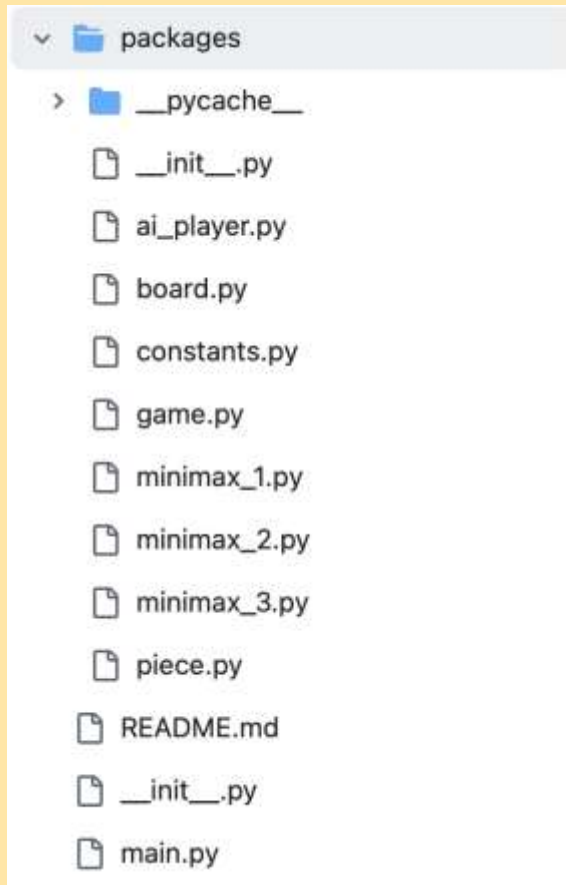 packages
__pycache__
__init__.py
ai_player.py
board.py
constants.py
game.py
minimax_1.py
minimax_2.py
minimax_3.py
piece.py
README.md
__init__.py
main.py